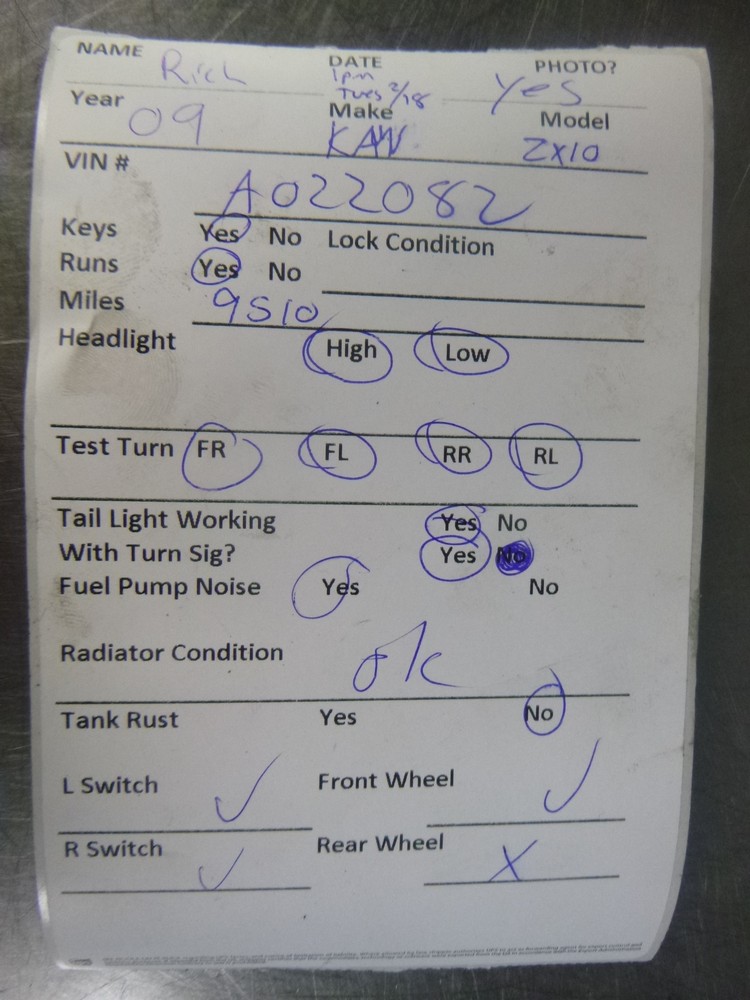 NAME Rich DATE 1pm Tues 2/18 PHOTO? Yes
Year 09 Make KAW Model ZX10
VIN # A022082
Keys Yes No Lock Condition
Runs Yes No
Miles 9510
Headlight High Low
Test Turn FR FL RR RL
Tail Light Working Yes No
With Turn Sig? Yes No
Fuel Pump Noise Yes No
Radiator Condition ok
Tank Rust Yes No
L Switch ✓ Front Wheel ✓
R Switch ✓ Rear Wheel X